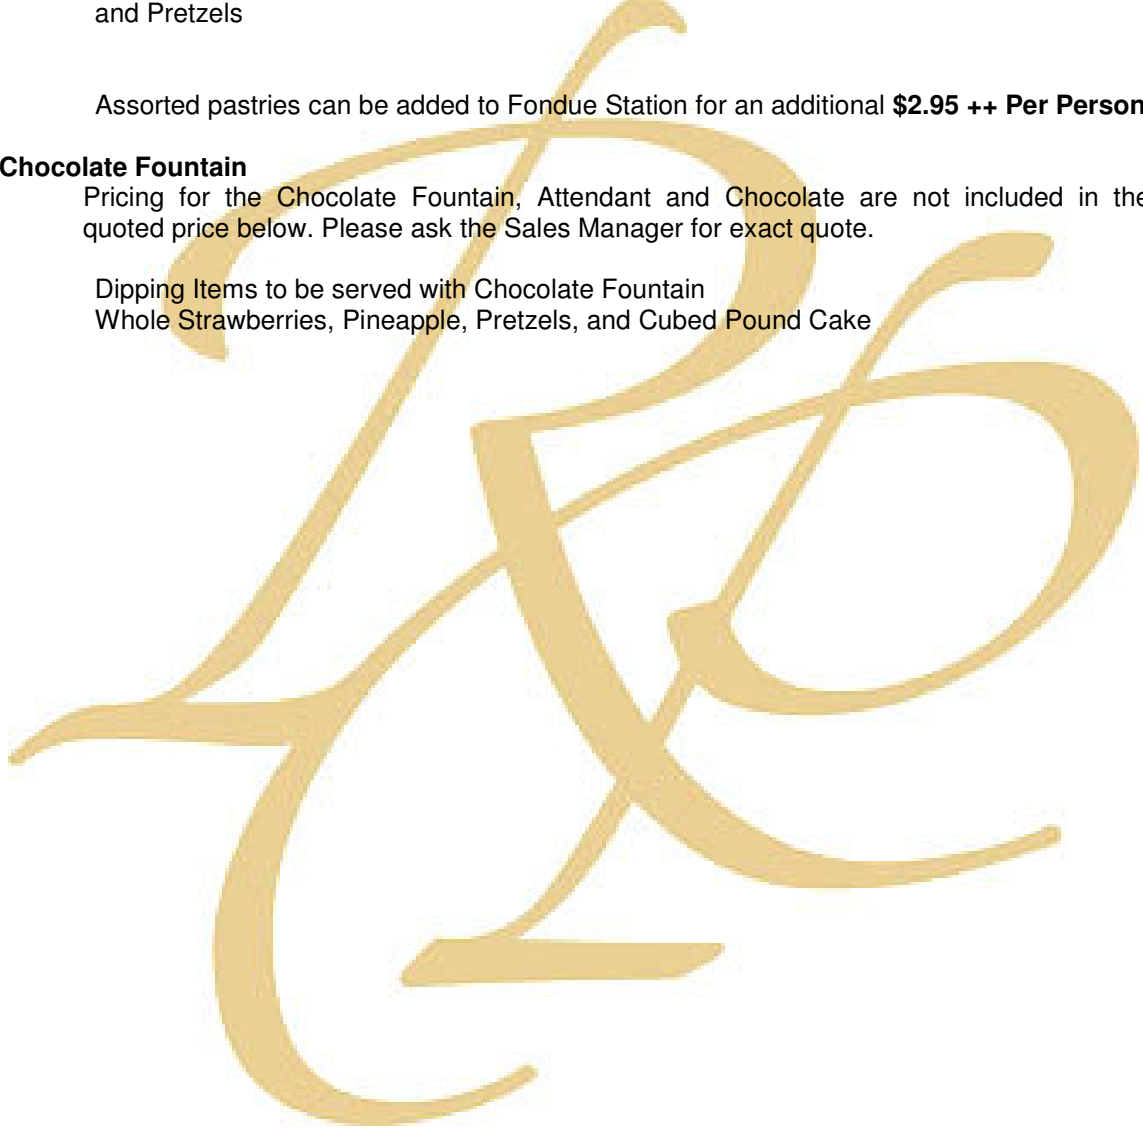 and Pretzels
Assorted pastries can be added to Fondue Station for an additional $2.95 ++ Per Person
Chocolate Fountain
Pricing for the Chocolate Fountain, Attendant and Chocolate are not included in the
quoted price below. Please ask the Sales Manager for exact quote.
Dipping Items to be served with Chocolate Fountain
Whole Strawberries, Pineapple, Pretzels, and Cubed Pound Cake